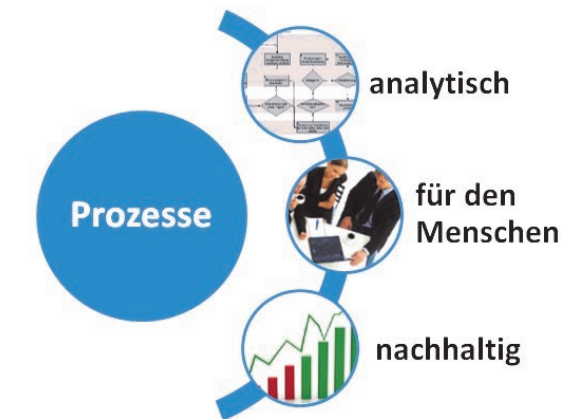 Prozesse
analytisch
für den
Menschen
nachhaltig